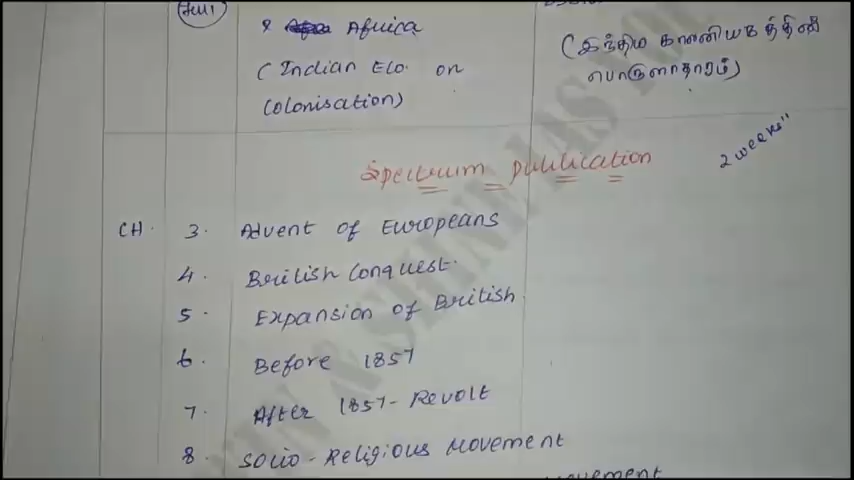 & Africa
(Indian Eco. on
Colonisation)
(இந்திய காலனியகத்தின்
பொருளாதாரம்)
Spectrum publication
2 weeks"
CH. 3. Advent of Europeans
4. British Conquest.
5. Expansion of British.
6. Before 1857
7. After 1857 - Revolt
8. Socio - Religious Movement